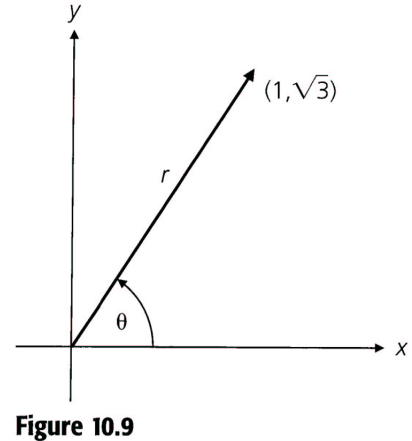 y
(1,√3)
r
θ
x
Figure 10.9